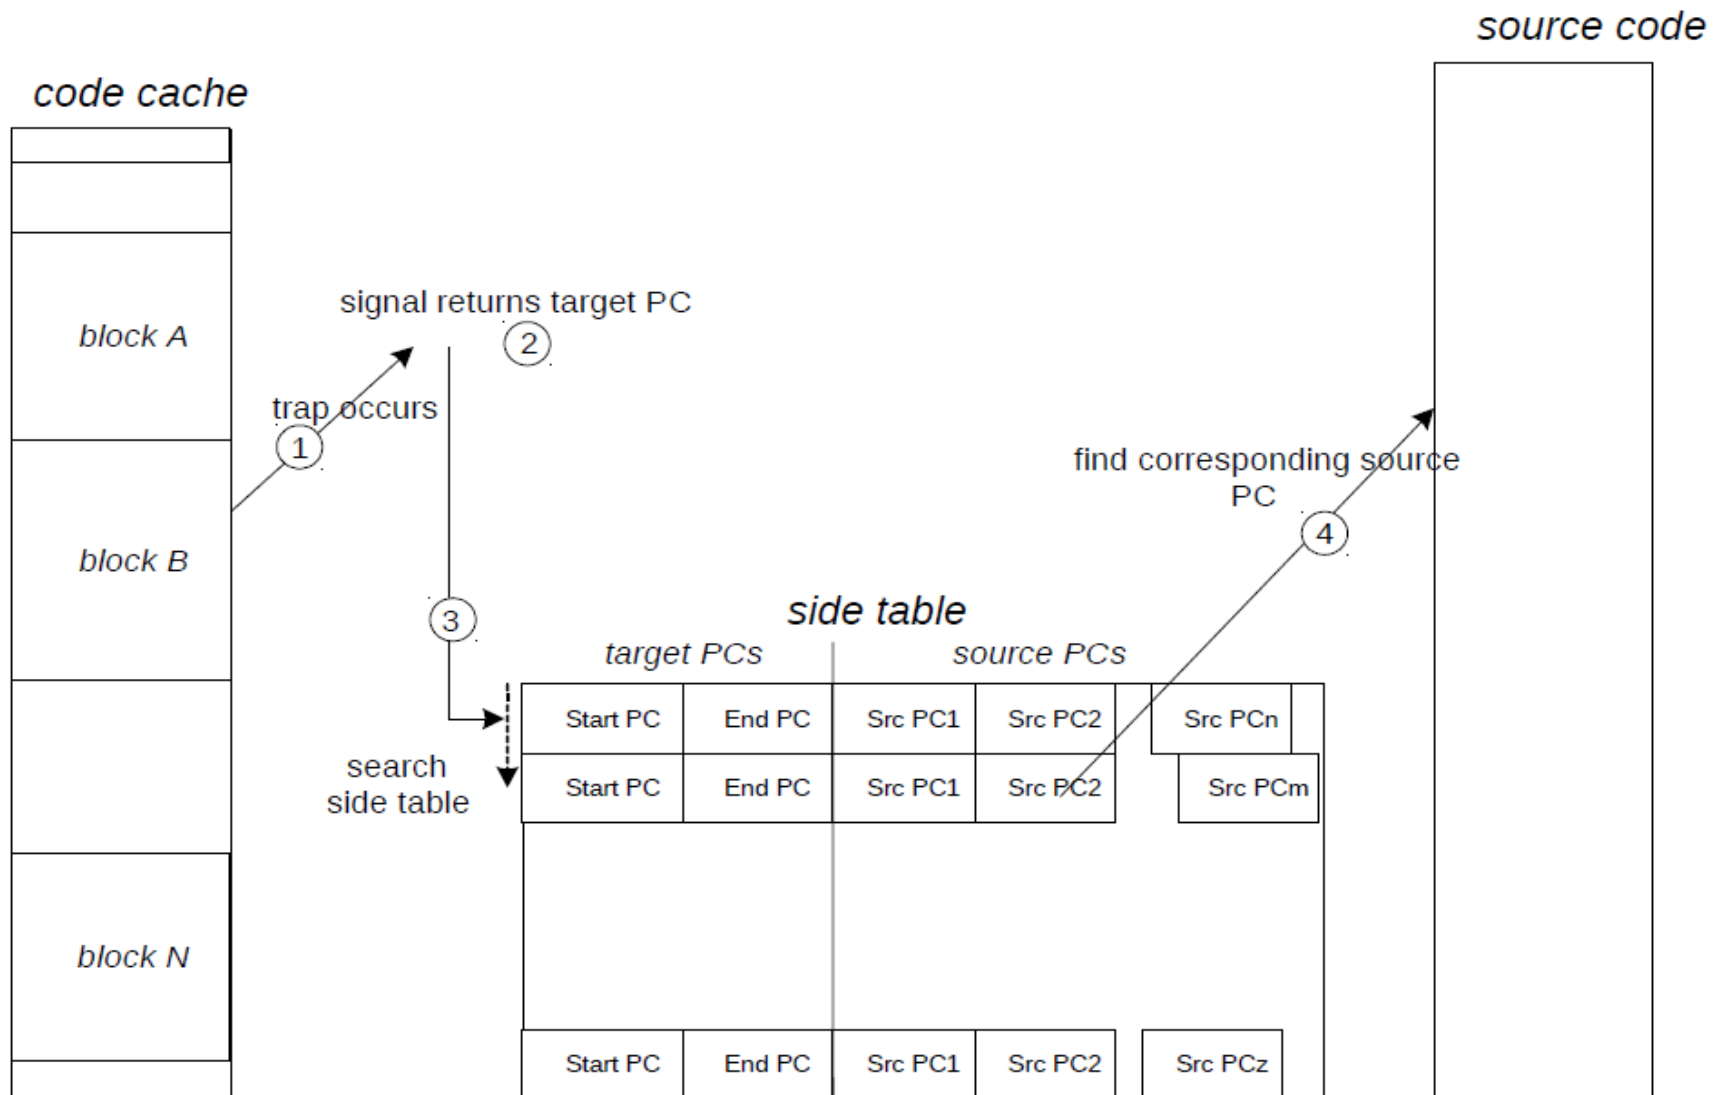 source code
code cache
signal returns target PC
2
block A
trap occurs
1
find corresponding source
PC
4
block B
3
side table
target PCs source PCs
Start PC End PC Src PC1 Src PC2 Src PCn
search
side table
Start PC End PC Src PC1 Src PC2 Src PCm
block N
Start PC End PC Src PC1 Src PC2 Src PCz